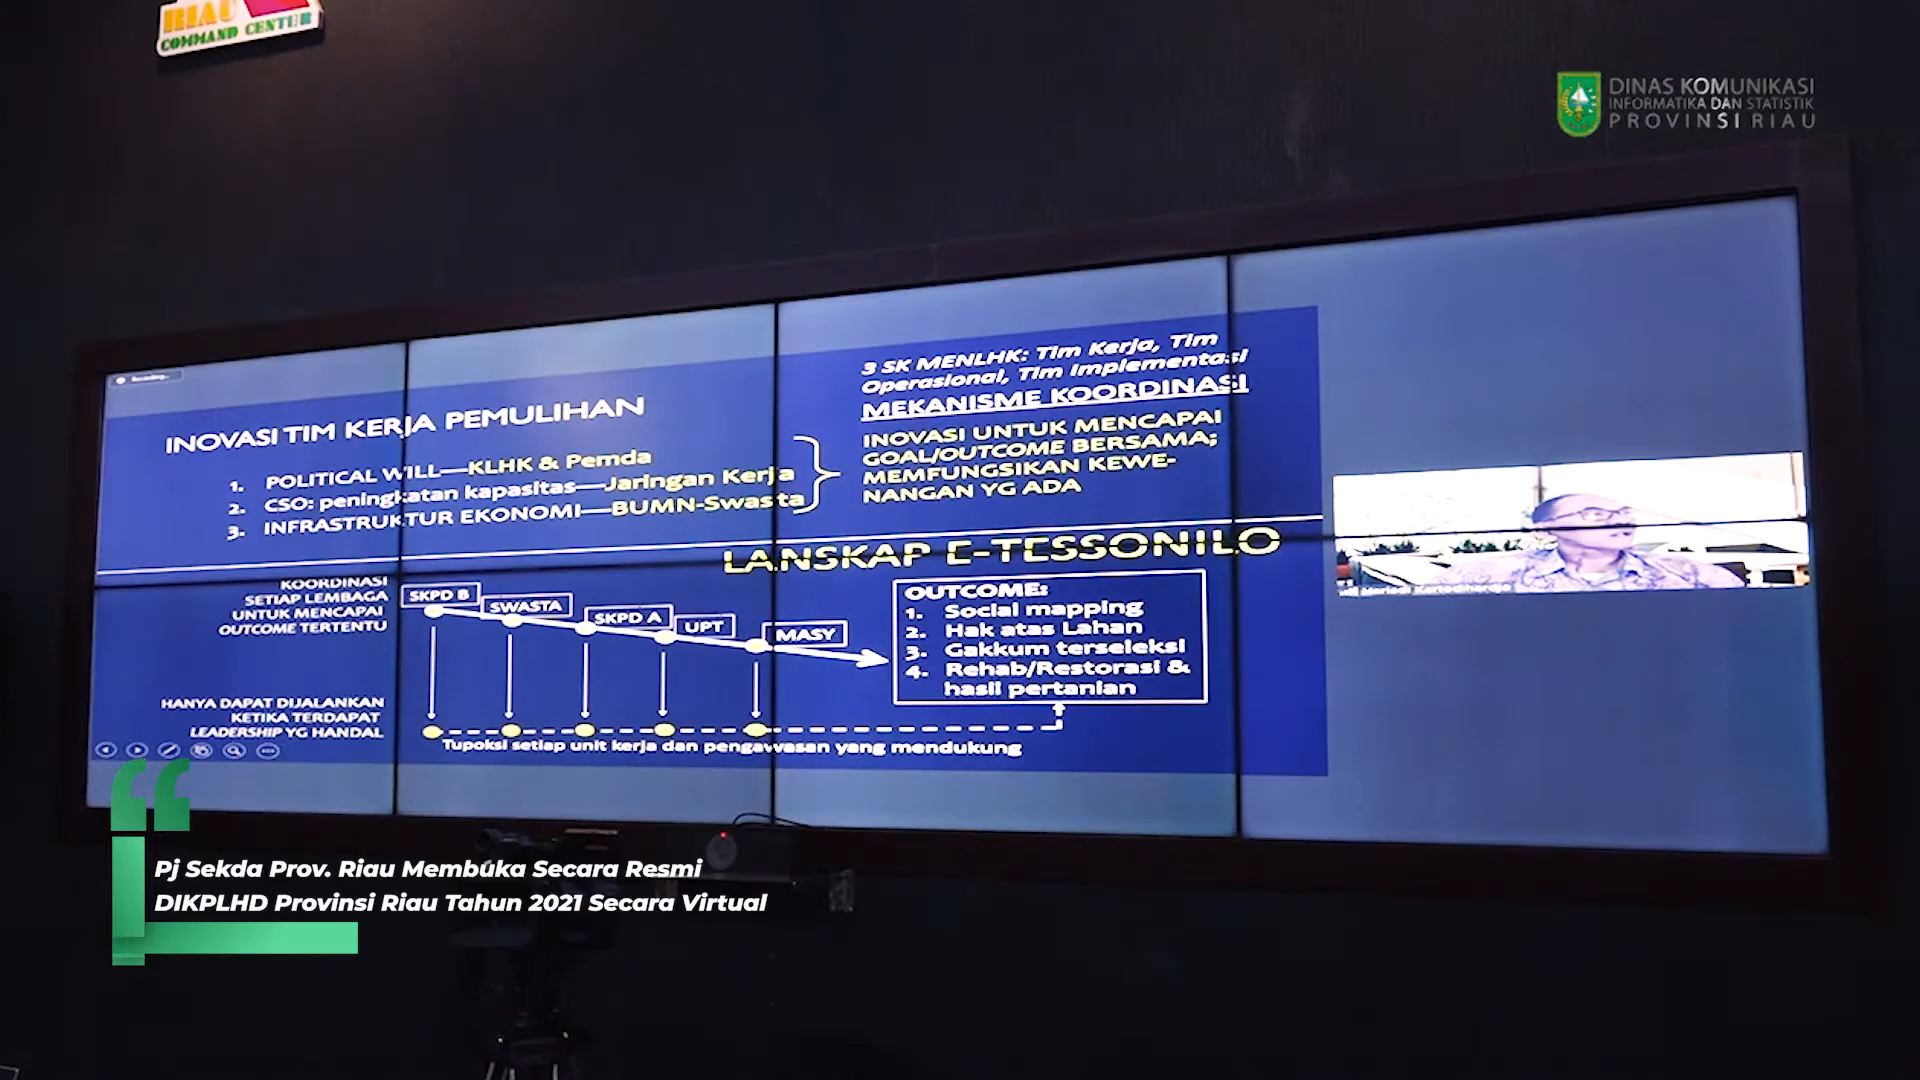 RIAU
COMMAND CENTER
DINAS KOMUNIKASI
INFORMATIKA DAN STATISTIK
PROVINSI RIAU
Recording...
INOVASI TIM KERJA PEMULIHAN
1. POLITICAL WILL—KLHK & Pemda
2. CSO: peningkatan kapasitas—Jaringan Kerja
3. INFRASTRUKTUR EKONOMI—BUMN-Swasta
3 SK MENLHK: Tim Kerja, Tim
Operasional, Tim Implementasi
MEKANISME KOORDINASI
INOVASI UNTUK MENCAPAI
GOAL/OUTCOME BERSAMA;
MEMFUNGSIKAN KEWE-
NANGAN YG ADA
LANSKAP E-TESSONILO
KOORDINASI
SETIAP LEMBAGA
UNTUK MENCAPAI
OUTCOME TERTENTU
SKPD B
SWASTA
SKPD A
UPT
MASY
OUTCOME:
1. Social mapping
2. Hak atas Lahan
3. Gakkum terseleksi
4. Rehab/Restorasi &
hasil pertanian
HANYA DAPAT DIJALANKAN
KETIKA TERDAPAT
LEADERSHIP YG HANDAL
Tupoksi setiap unit kerja dan pengawasan yang mendukung
Hariadi Kartodihardjo
Pj Sekda Prov. Riau Membuka Secara Resmi
DIKPLHD Provinsi Riau Tahun 2021 Secara Virtual